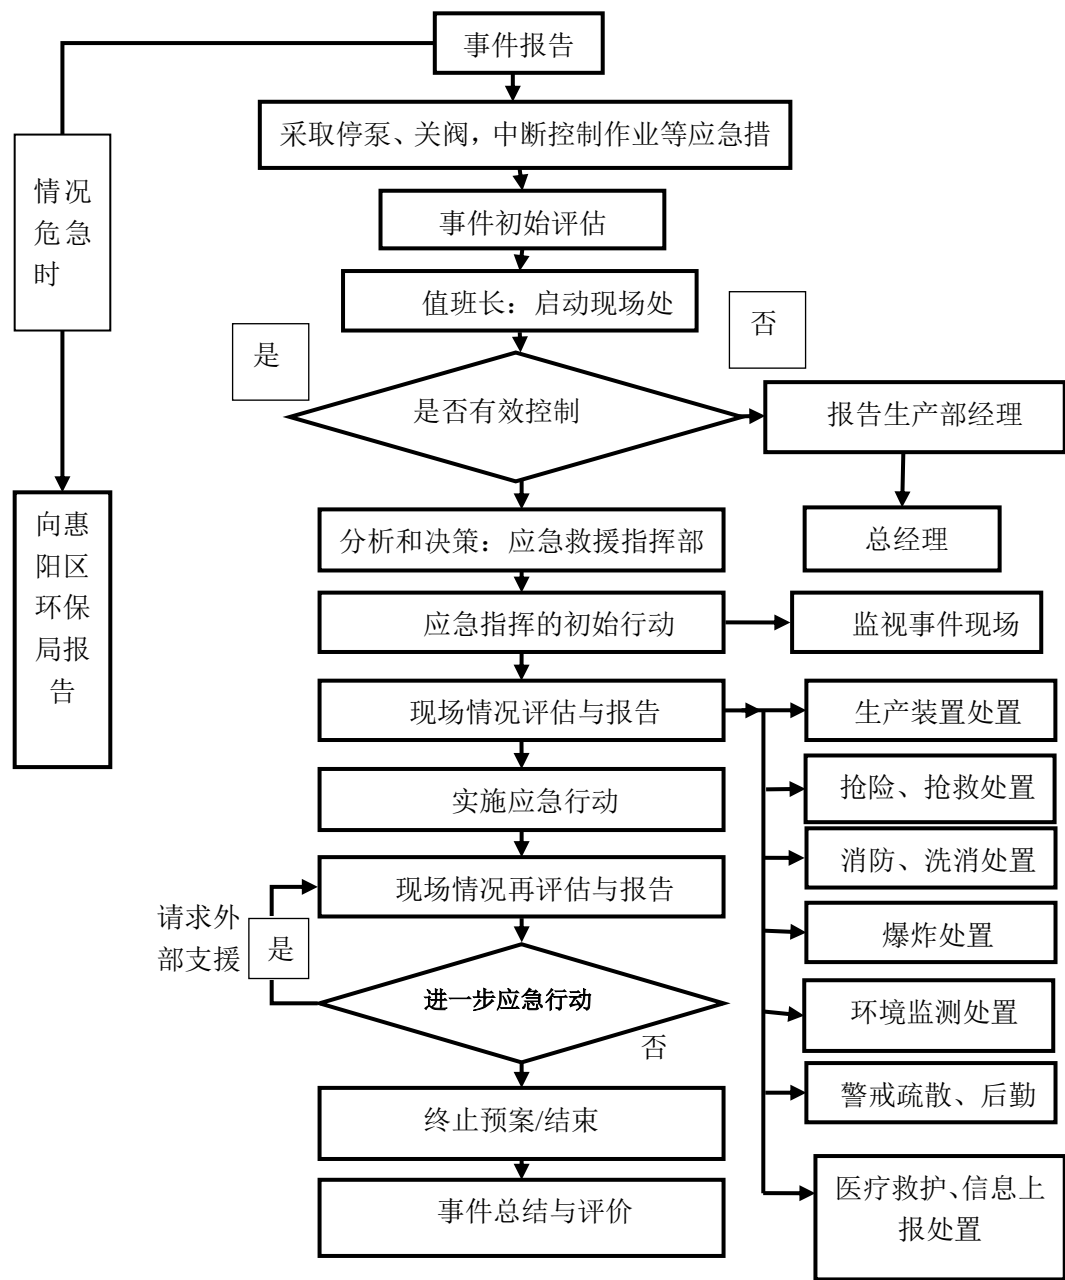 事件报告
采取停泵、关阀，中断控制作业等应急措
情况
危急
时
事件初始评估
值班长：启动现场处
是
否
是否有效控制
报告生产部经理
向惠
阳区
环保
局报
告
分析和决策：应急救援指挥部
总经理
应急指挥的初始行动
监视事件现场
现场情况评估与报告
生产装置处置
实施应急行动
抢险、抢救处置
消防、洗消处置
现场情况再评估与报告
请求外
部支援
是
爆炸处置
进一步应急行动
环境监测处置
否
终止预案/结束
警戒疏散、后勤
事件总结与评价
医疗救护、信息上
报处置